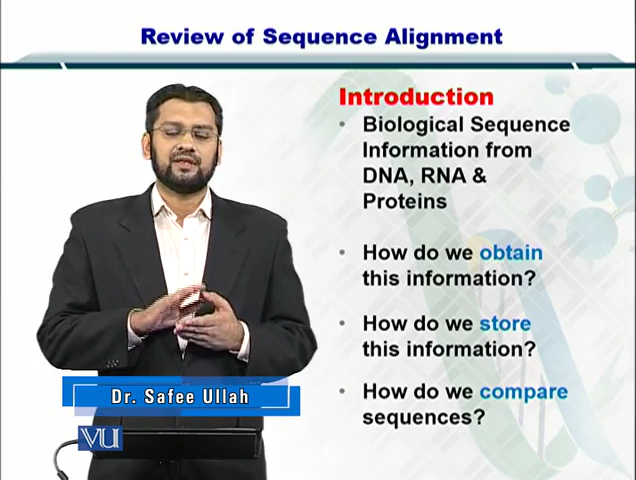 Review of Sequence Alignment
Introduction
• Biological Sequence
Information from
DNA, RNA &
Proteins
• How do we obtain
this information?
• How do we store
this information?
• How do we compare
sequences?
Dr. Safee Ullah
VU